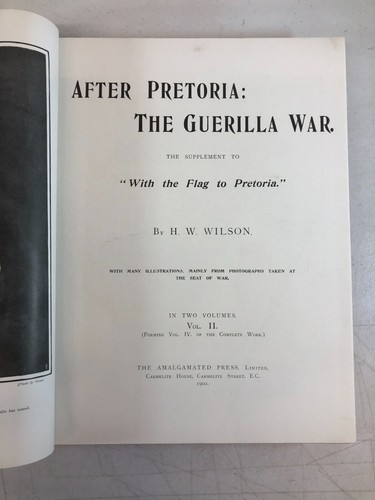 AFTER PRETORIA:
THE GUERILLA WAR.
THE SUPPLEMENT TO
"With the Flag to Pretoria."
By H. W. WILSON,
WITH MANY ILLUSTRATIONS, MAINLY FROM PHOTOGRAPHS TAKEN AT
THE SEAT OF WAR.
IN TWO VOLUMES.
Vol. II.
(Forming Vol. IV. of the Complete Work.)
THE AMALGAMATED PRESS, Limited,
Carmelite House, Carmelite Street, E.C.
1902.